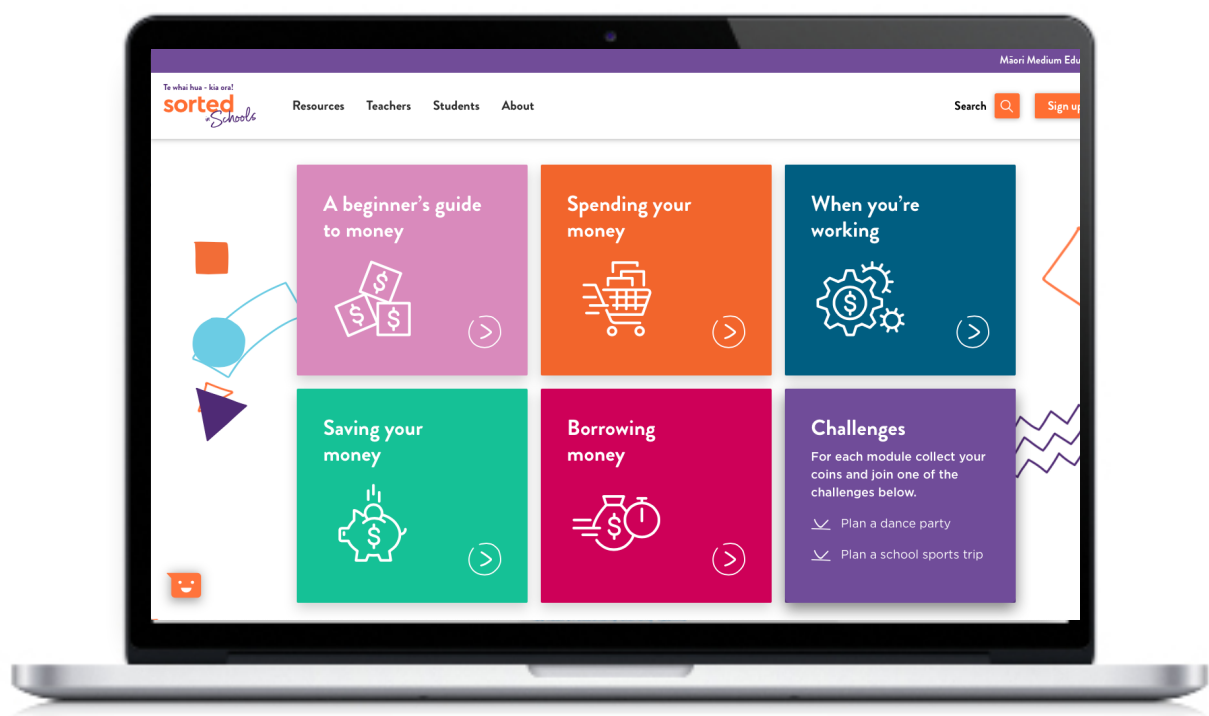 Māori Medium Edu
Te whai hua - kia ora!
sorted
in Schools
Resources Teachers Students About Search Sign up
A beginner's guide
to money
$
$ $
Spending your
money
When you're
working
$
Saving your
money
$
Borrowing
money
$
Challenges
For each module collect your
coins and join one of the
challenges below.
Plan a dance party
Plan a school sports trip